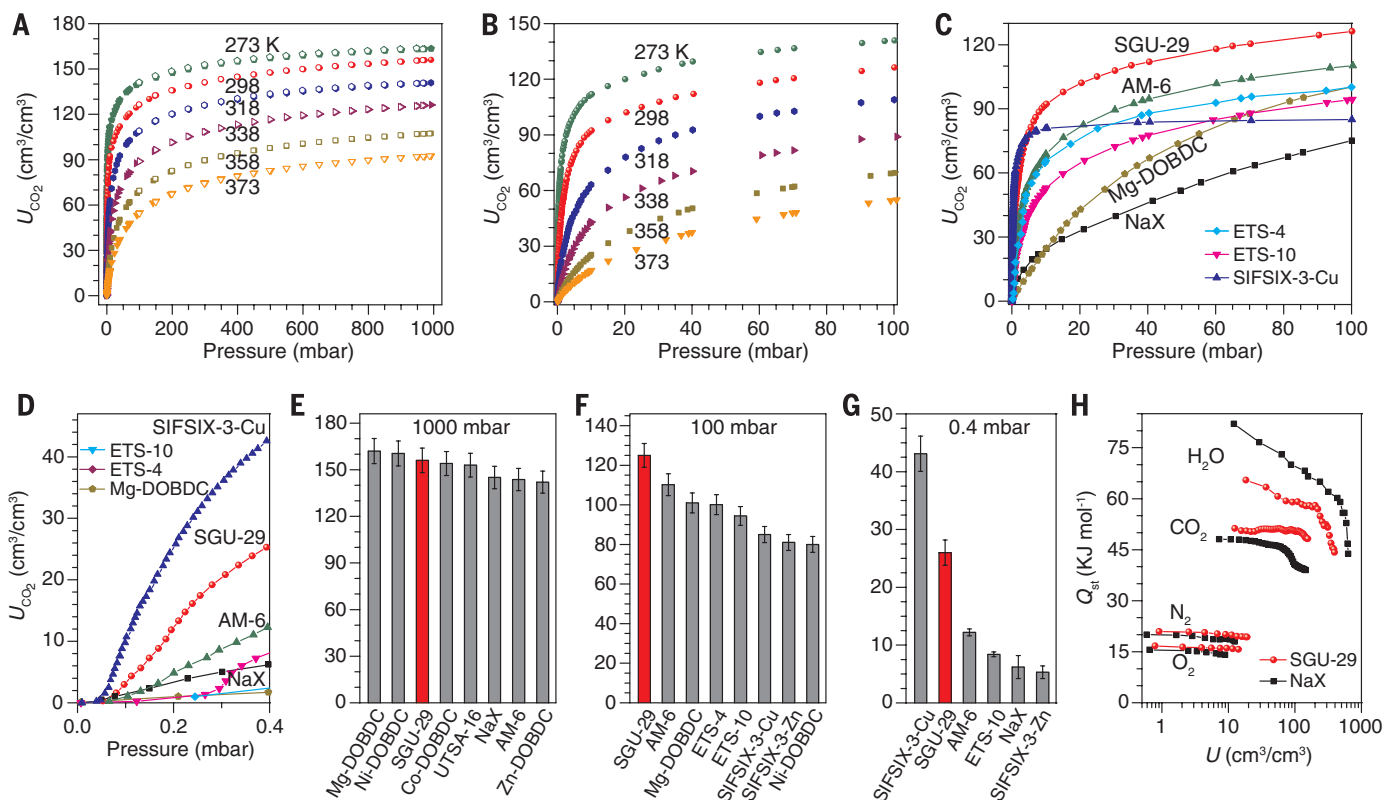 A
180
150
120
90
60
30
0
U_CO2 (cm³/cm³)
273 K
298
318
338
358
373
0 200 400 600 800 1000
Pressure (mbar)
B
150
120
90
60
30
0
U_CO2 (cm³/cm³)
273 K
298
318
338
358
373
0 20 40 60 80 100
Pressure (mbar)
C
120
90
60
30
0
U_CO2 (cm³/cm³)
SGU-29
AM-6
Mg-DOBDC
NaX
ETS-4
ETS-10
SIFSIX-3-Cu
0 20 40 60 80 100
Pressure (mbar)
D
40
30
20
10
0
U_CO2 (cm³/cm³)
SIFSIX-3-Cu
ETS-10
ETS-4
Mg-DOBDC
SGU-29
AM-6
NaX
0.0 0.2 0.4
Pressure (mbar)
E
1000 mbar
180
160
140
120
100
80
60
40
20
0
Mg-DOBDC
Ni-DOBDC
SGU-29
Co-DOBDC
UTSA-16
NaX
AM-6
Zn-DOBDC
F
100 mbar
140
120
100
80
60
40
20
0
SGU-29
AM-6
Mg-DOBDC
ETS-4
ETS-10
SIFSIX-3-Cu
SIFSIX-3-Zn
Ni-DOBDC
G
0.4 mbar
50
40
30
20
10
0
SIFSIX-3-Cu
SGU-29
AM-6
ETS-10
NaX
SIFSIX-3-Zn
H
75
60
45
30
15
0
Q_st (KJ mol⁻¹)
H₂O
CO₂
N₂
O₂
SGU-29
NaX
1 10 100 1000
U (cm³/cm³)